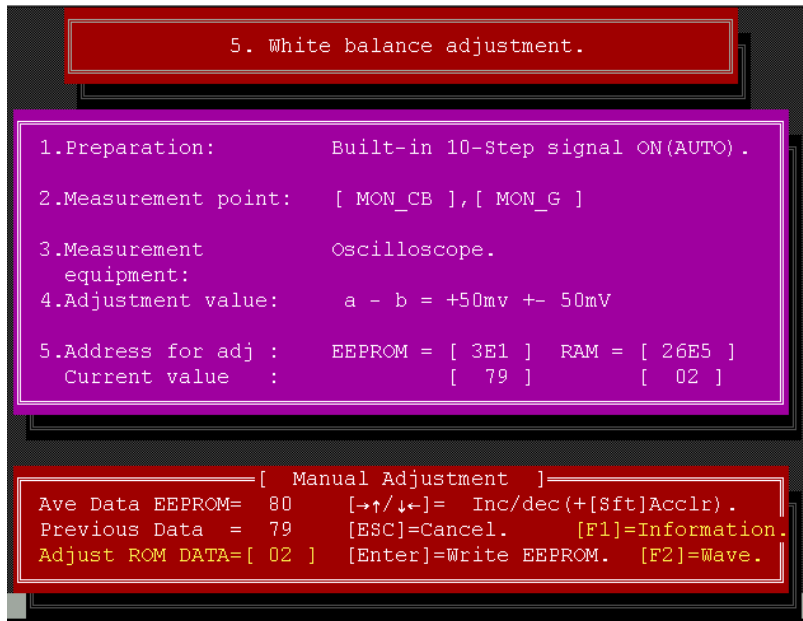 5. White balance adjustment.
1.Preparation: Built-in 10-Step signal ON(AUTO).
2.Measurement point: [ MON_CB ],[ MON_G ]
3.Measurement Oscilloscope.
equipment:
4.Adjustment value: a - b = +50mv +- 50mV
5.Address for adj : EEPROM = [ 3E1 ] RAM = [ 26E5 ]
Current value : [ 79 ] [ 02 ]
[ Manual Adjustment ]
Ave Data EEPROM= 80 [→↑/↓←]= Inc/dec(+[Sft]Acclr).
Previous Data = 79 [ESC]=Cancel. [F1]=Information.
Adjust ROM DATA=[ 02 ] [Enter]=Write EEPROM. [F2]=Wave.